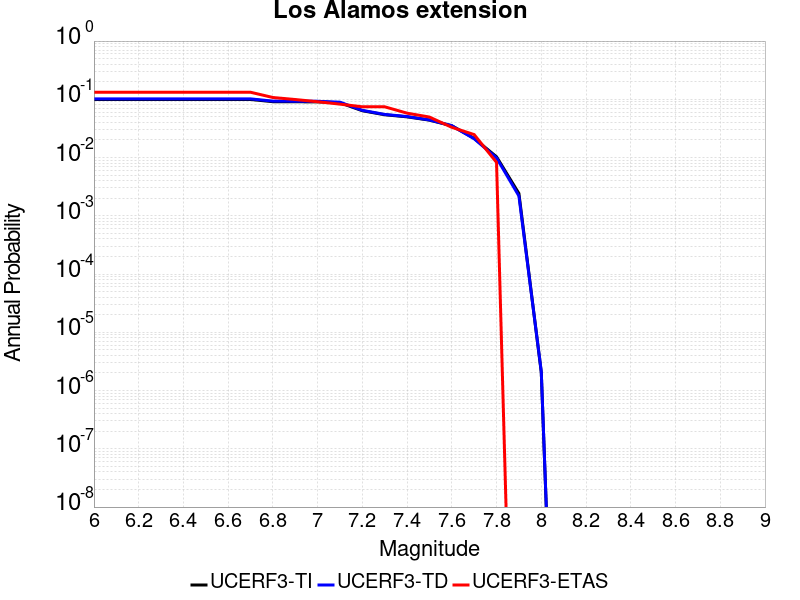 Los Alamos extension
10^0
10^-1
10^-2
10^-3
10^-4
10^-5
10^-6
10^-7
10^-8
Annual Probability
6 6.2 6.4 6.6 6.8 7 7.2 7.4 7.6 7.8 8 8.2 8.4 8.6 8.8 9
Magnitude
UCERF3-TI UCERF3-TD UCERF3-ETAS